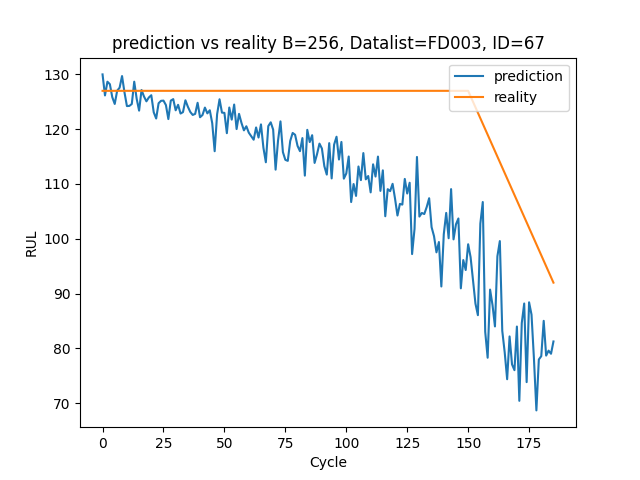 prediction vs reality B=256, Datalist=FD003, ID=67
prediction
reality
RUL
130
120
110
100
90
80
70
0 25 50 75 100 125 150 175
Cycle